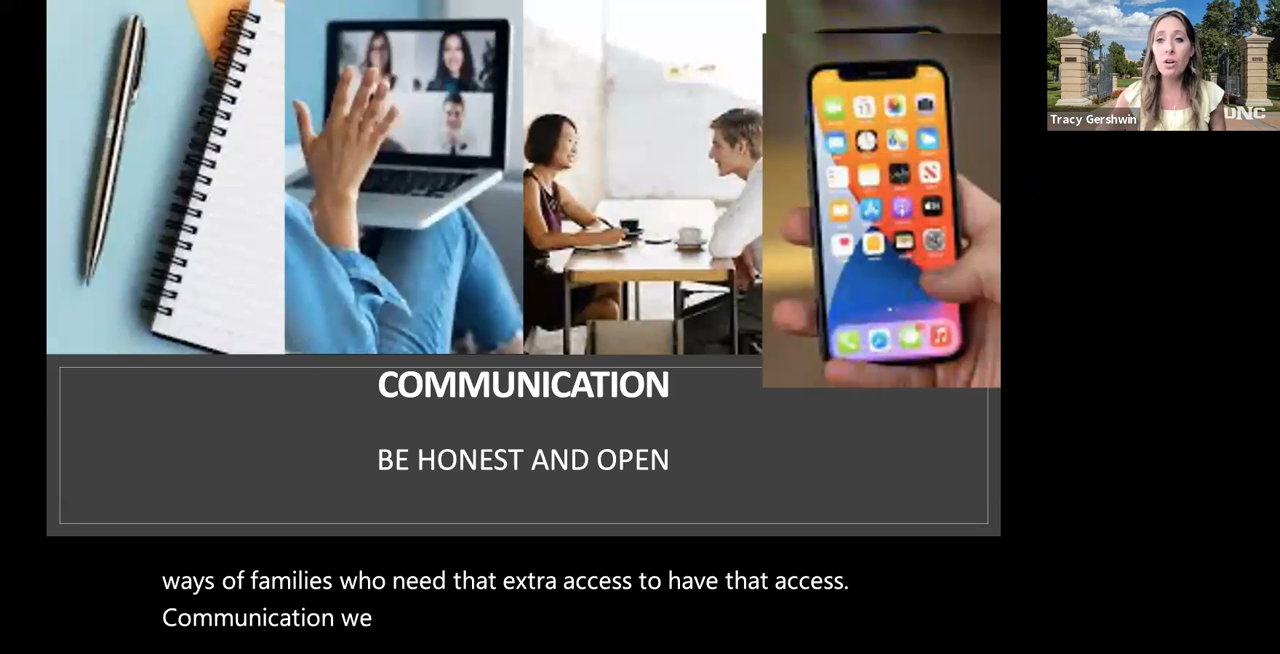 Tracy Gershwin
UNC
COMMUNICATION
BE HONEST AND OPEN
ways of families who need that extra access to have that access.
Communication we